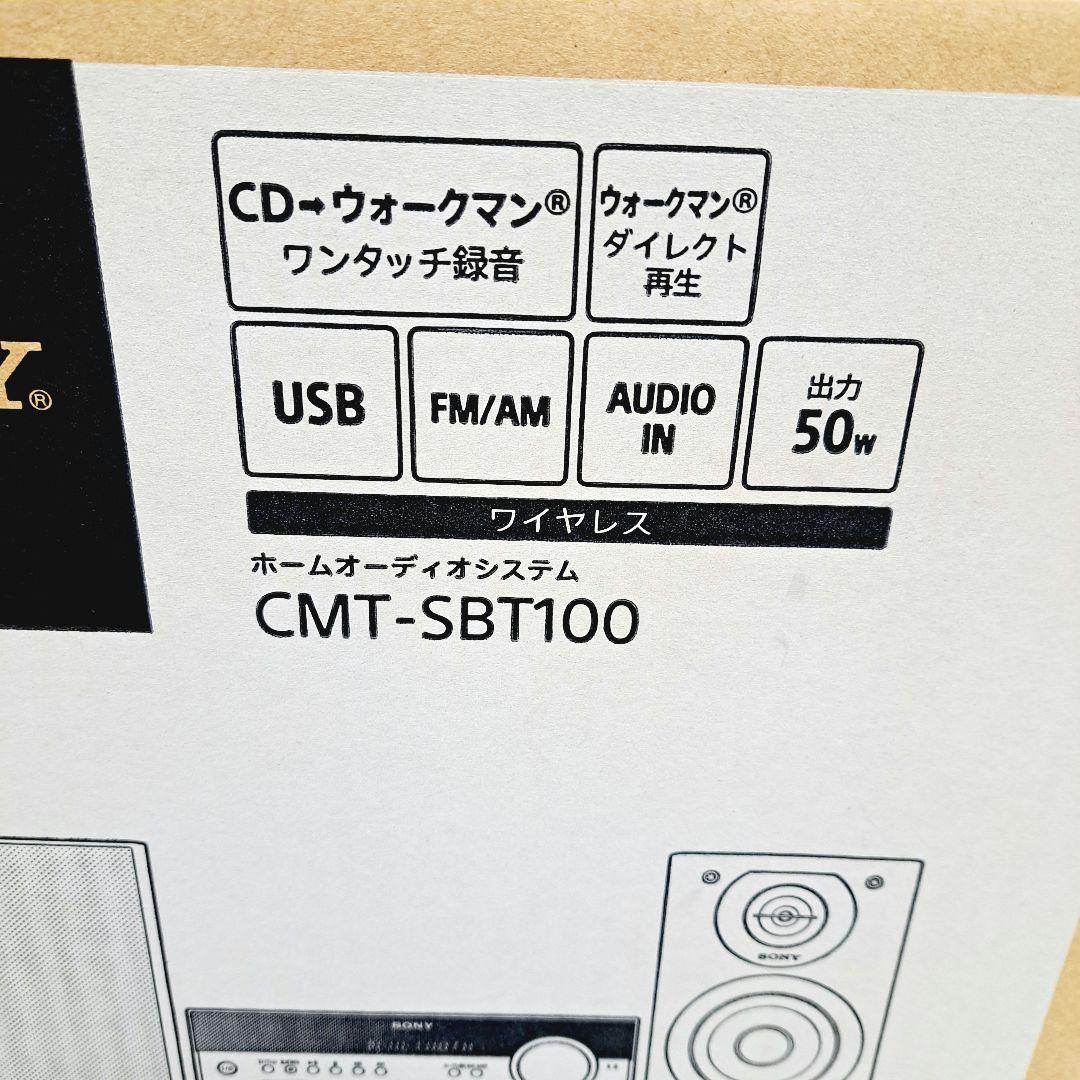 CD→ウォークマン®
ワンタッチ録音
ウォークマン®
ダイレクト
再生
Y®
USB
FM/AM
AUDIO
IN
出力
50W
ワイヤレス
ホームオーディオシステム
CMT-SBT100
SONY
SONY